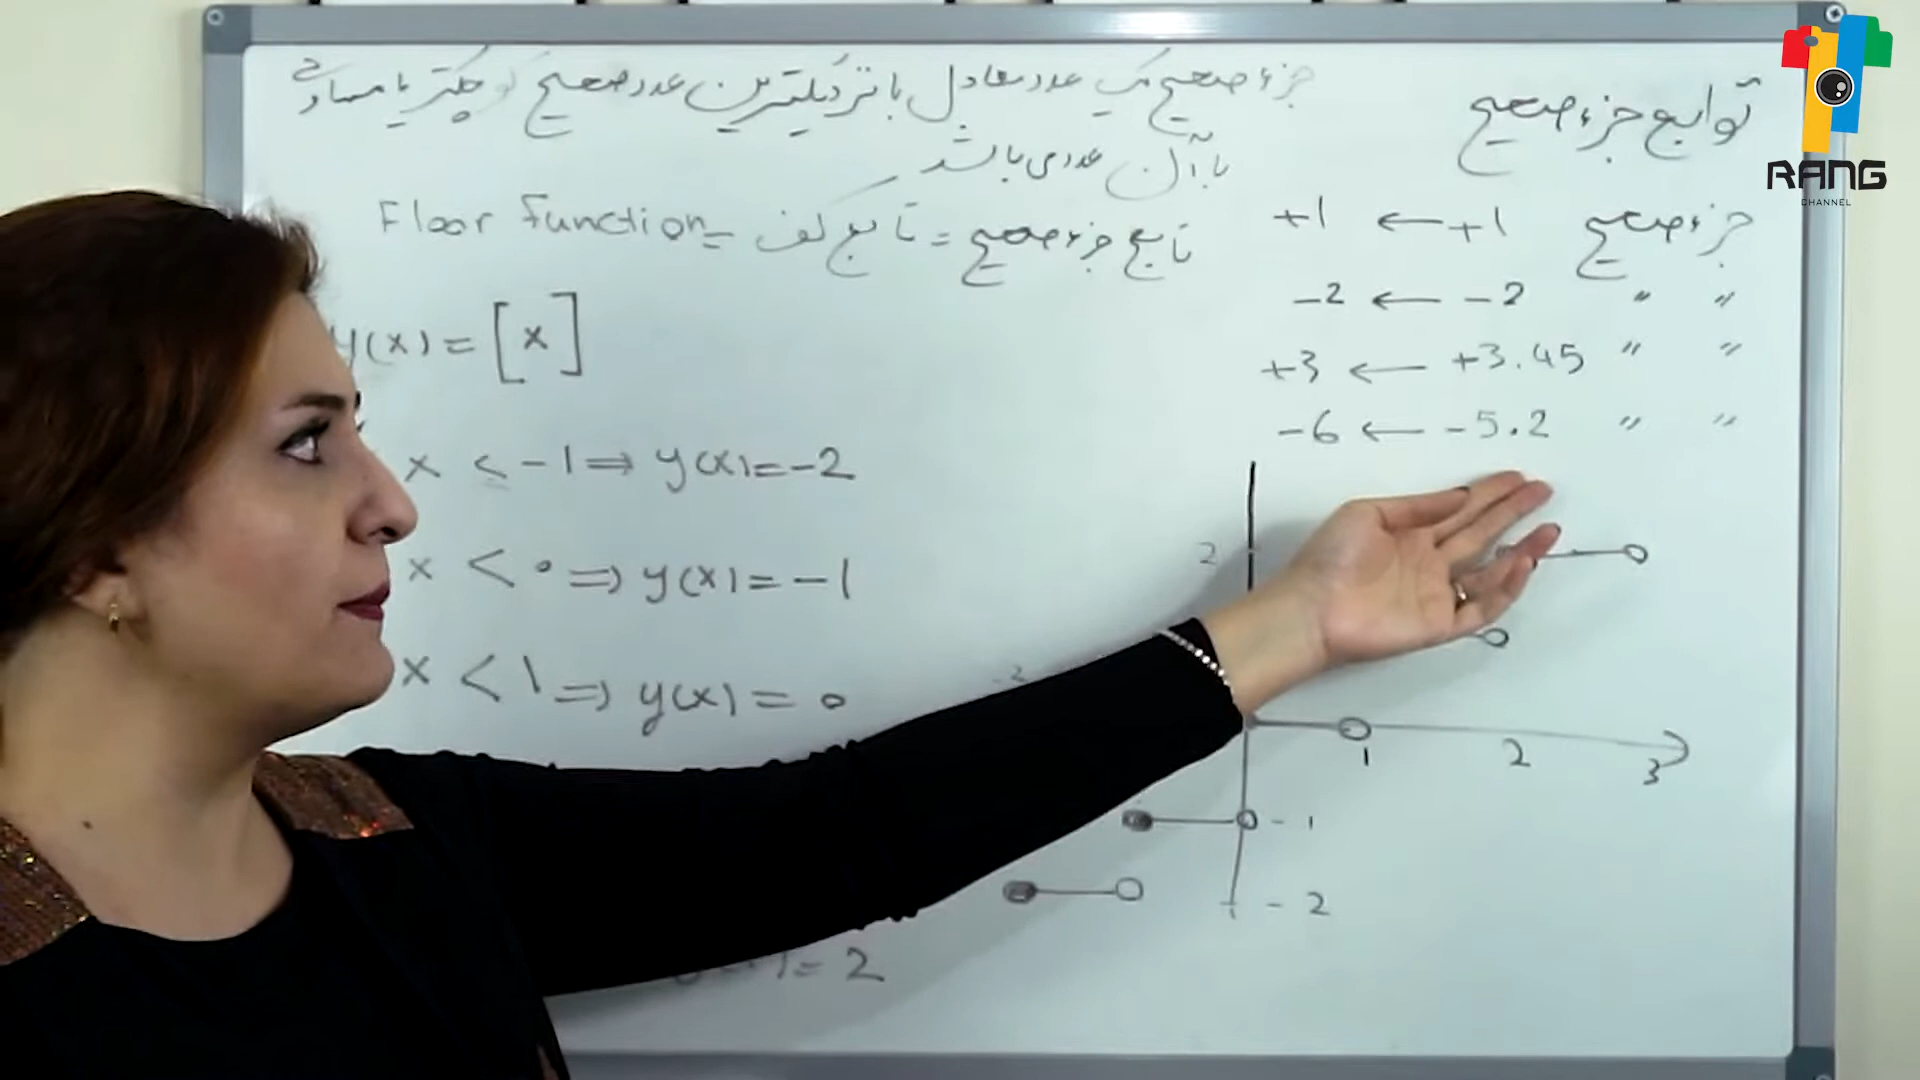 توابع جزء صحیح
جزء صحیح یک عدد معادل با نزدیکترین عدد صحیح کوچکتر یا مساوی
با آن عدد می باشد
Floor Function = تابع کف = تابع جزء صحیح
y(x) = [x]
x < -1 ⇒ y(x) = -2
x < ۰ ⇒ y(x) = -1
x < 1 ⇒ y(x) = 0
= 2
جزء صحیح +1 ← +1
" " -2 ← -2
" " +3.45 ← +3
" " -5.2 ← -6
2
-2
1 2 3
-1
-2
RANG
CHANNEL